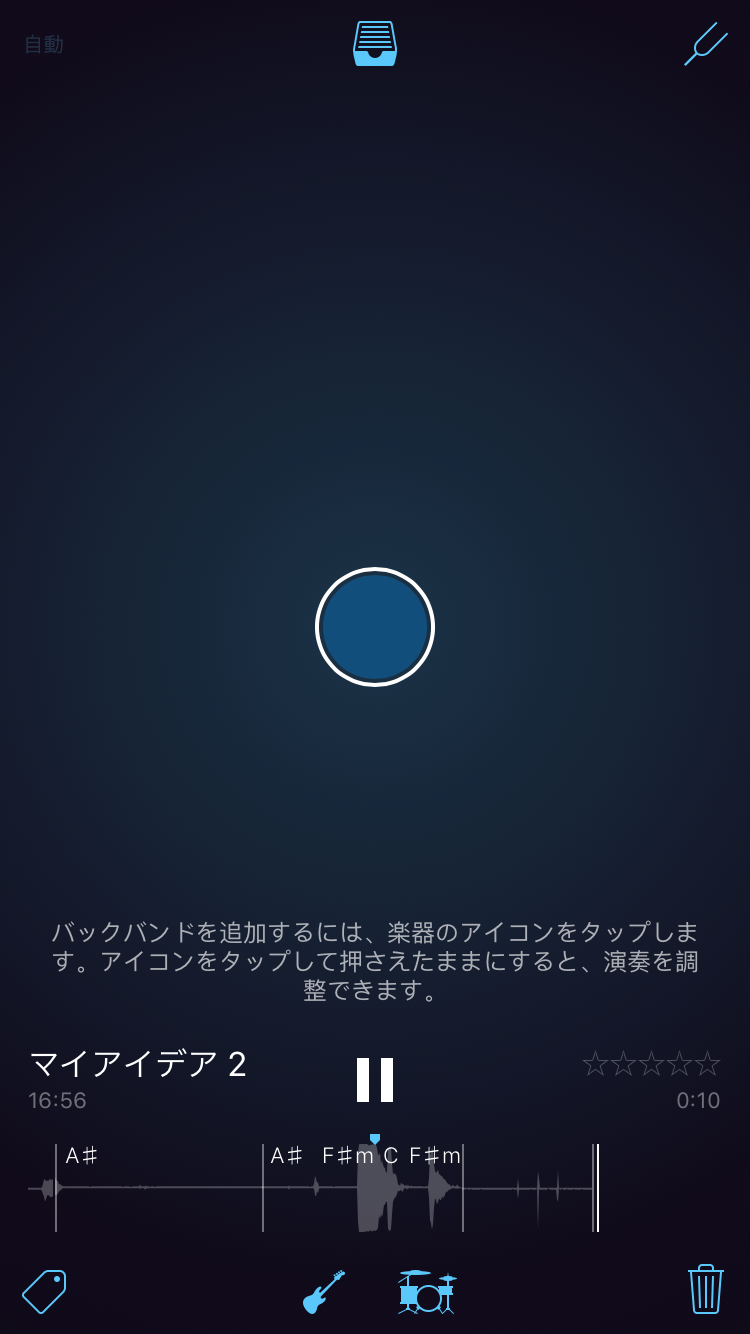 自動
バックバンドを追加するには、楽器のアイコンをタップしま
す。アイコンをタップして押さえたままにすると、演奏を調
整できます。
マイアイデア 2
☆☆☆☆☆
16:56
0:10
A♯ A♯ F♯m C F♯m